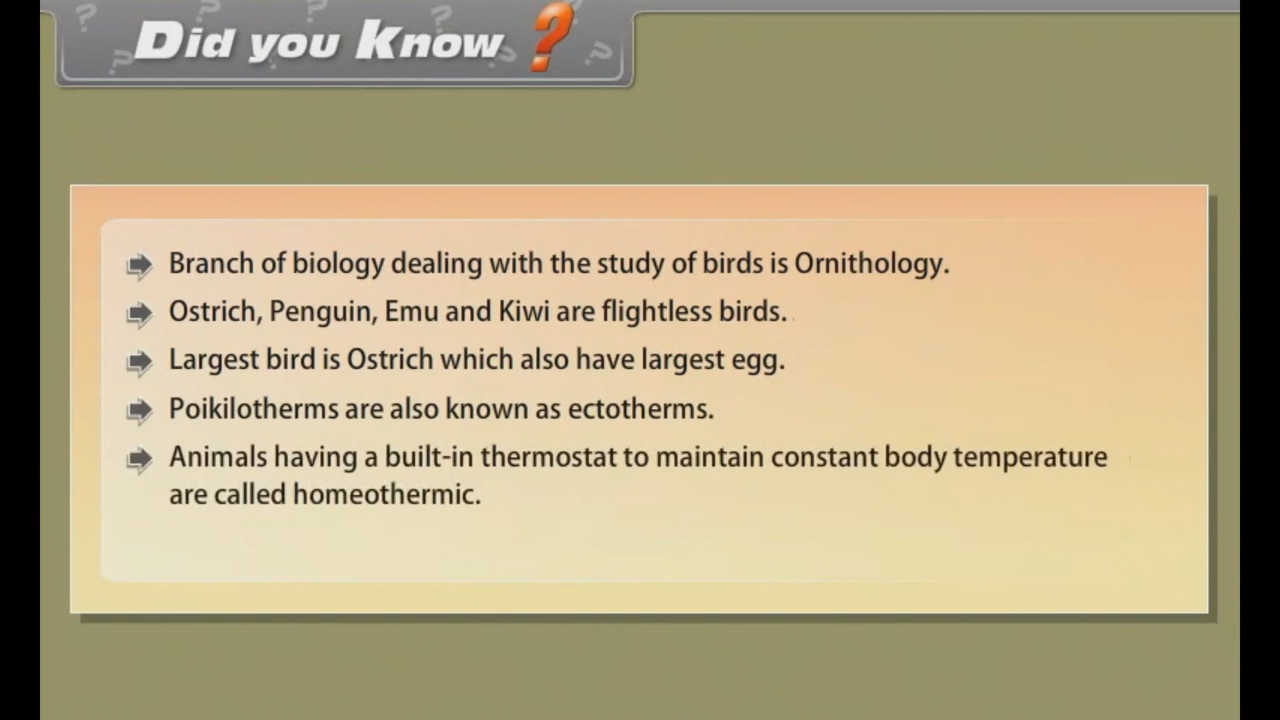 Did you Know ?
Branch of biology dealing with the study of birds is Ornithology.
Ostrich, Penguin, Emu and Kiwi are flightless birds.
Largest bird is Ostrich which also have largest egg.
Poikilotherms are also known as ectotherms.
Animals having a built-in thermostat to maintain constant body temperature
are called homeothermic.